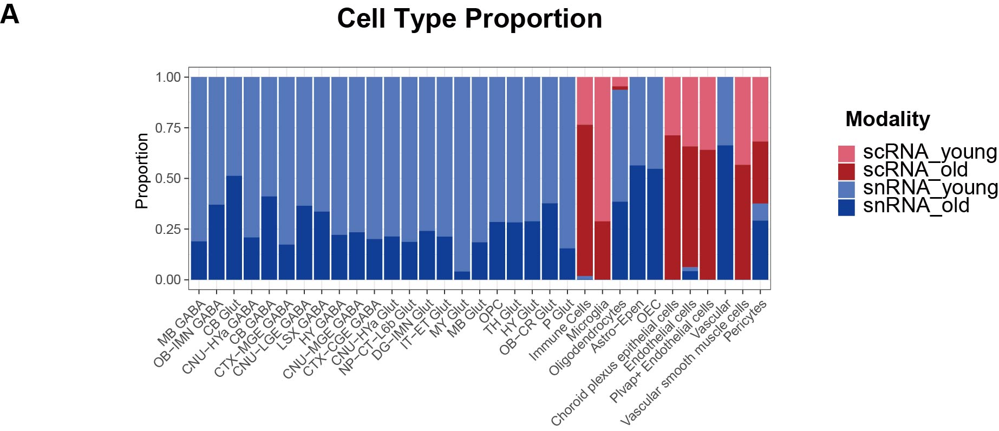 A
Cell Type Proportion
Proportion
1.00
0.75
0.50
0.25
0.00
MB GABA
OB−IMN GABA
CB Glut
CNU−HYa GABA
CB GABA
CTX−MGE GABA
CNU−LGE GABA
LSX GABA
HY GABA
CNU−MGE GABA
CTX−CGE GABA
CNU−HYa Glut
NP−CT−L6b Glut
DG−IMN Glut
IT−ET Glut
MY Glut
MB Glut
OPC
TH Glut
HY Glut
OB−CR Glut
P Glut
Immune Cells
Microglia
Oligodendrocytes
Astro−Epen
OEC
Choroid plexus epithelial cells
Endothelial cells
Plvap+ Endothelial cells
Vascular
Vascular smooth muscle cells
Pericytes
Modality
scRNA_young
scRNA_old
snRNA_young
snRNA_old